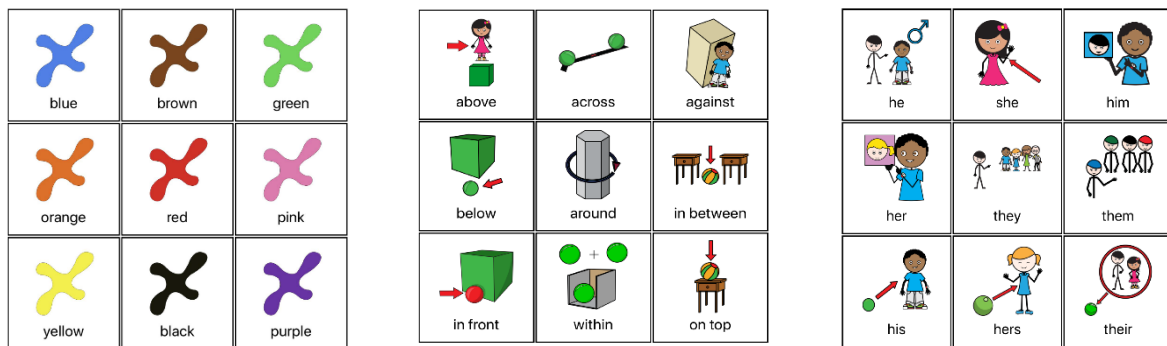 blue brown green
orange red pink
yellow black purple
above across against
below around in between
in front within on top
he she him
her they them
his hers their